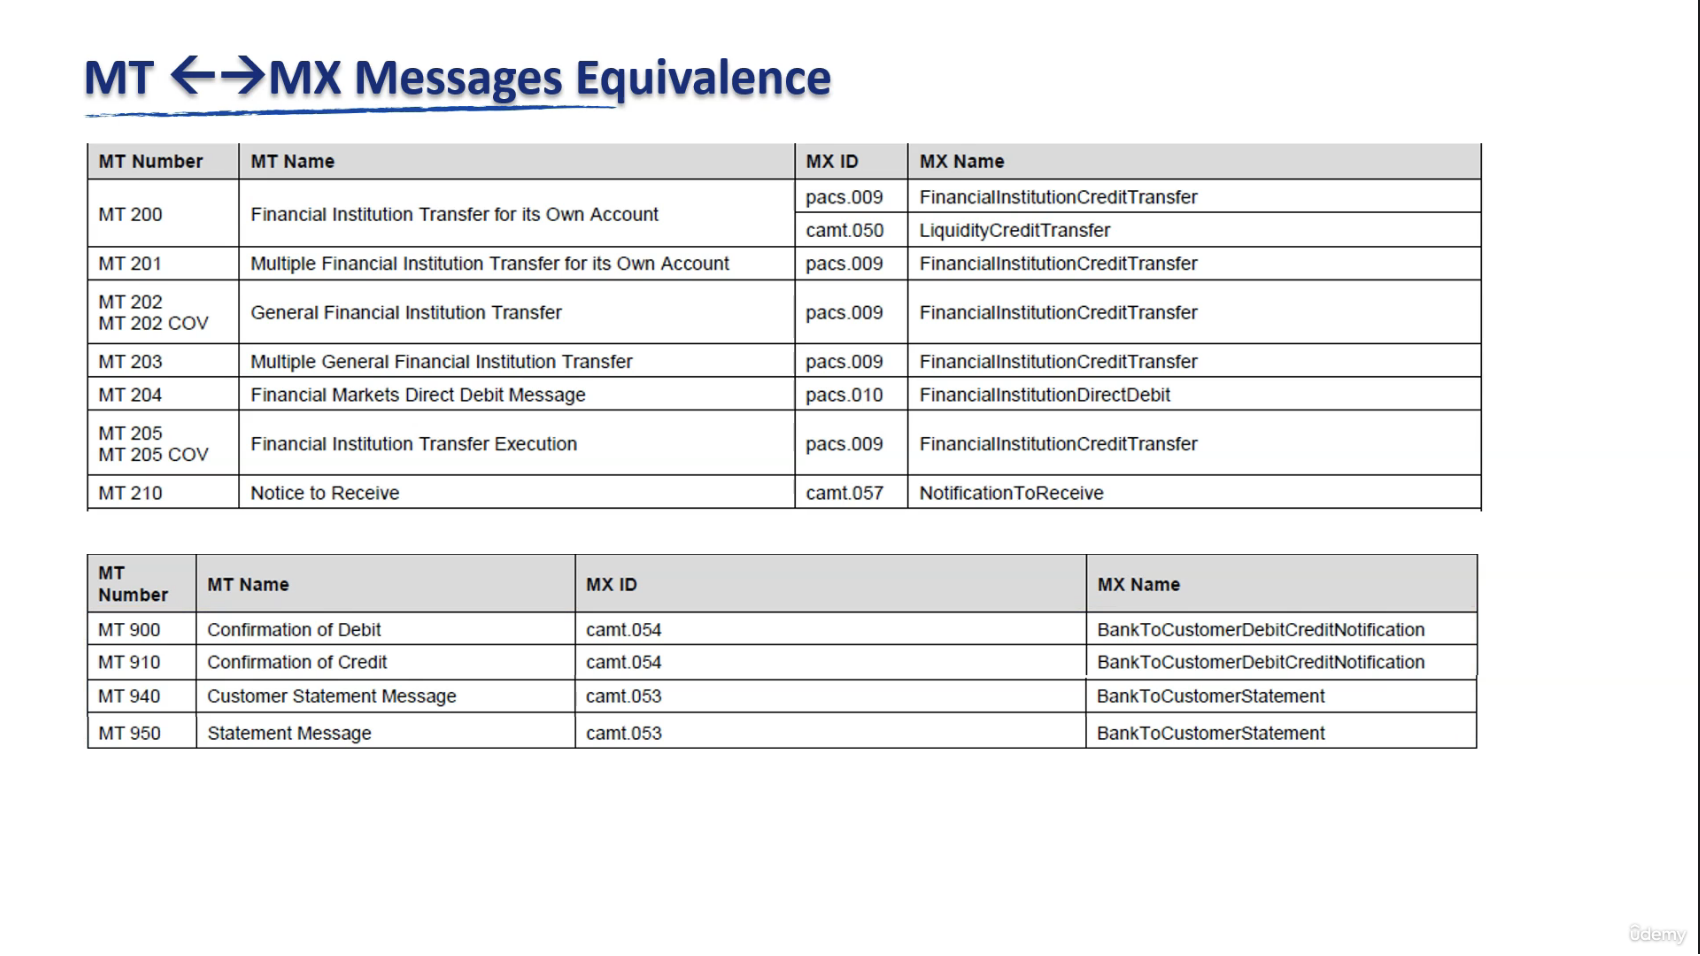 MT ←→MX Messages Equivalence
MT Number MT Name MX ID MX Name
MT 200 Financial Institution Transfer for its Own Account pacs.009 FinancialInstitutionCreditTransfer
camt.050 LiquidityCreditTransfer
MT 201 Multiple Financial Institution Transfer for its Own Account pacs.009 FinancialInstitutionCreditTransfer
MT 202
MT 202 COV General Financial Institution Transfer pacs.009 FinancialInstitutionCreditTransfer
MT 203 Multiple General Financial Institution Transfer pacs.009 FinancialInstitutionCreditTransfer
MT 204 Financial Markets Direct Debit Message pacs.010 FinancialInstitutionDirectDebit
MT 205
MT 205 COV Financial Institution Transfer Execution pacs.009 FinancialInstitutionCreditTransfer
MT 210 Notice to Receive camt.057 NotificationToReceive
MT
Number MT Name MX ID MX Name
MT 900 Confirmation of Debit camt.054 BankToCustomerDebitCreditNotification
MT 910 Confirmation of Credit camt.054 BankToCustomerDebitCreditNotification
MT 940 Customer Statement Message camt.053 BankToCustomerStatement
MT 950 Statement Message camt.053 BankToCustomerStatement
ûdemy